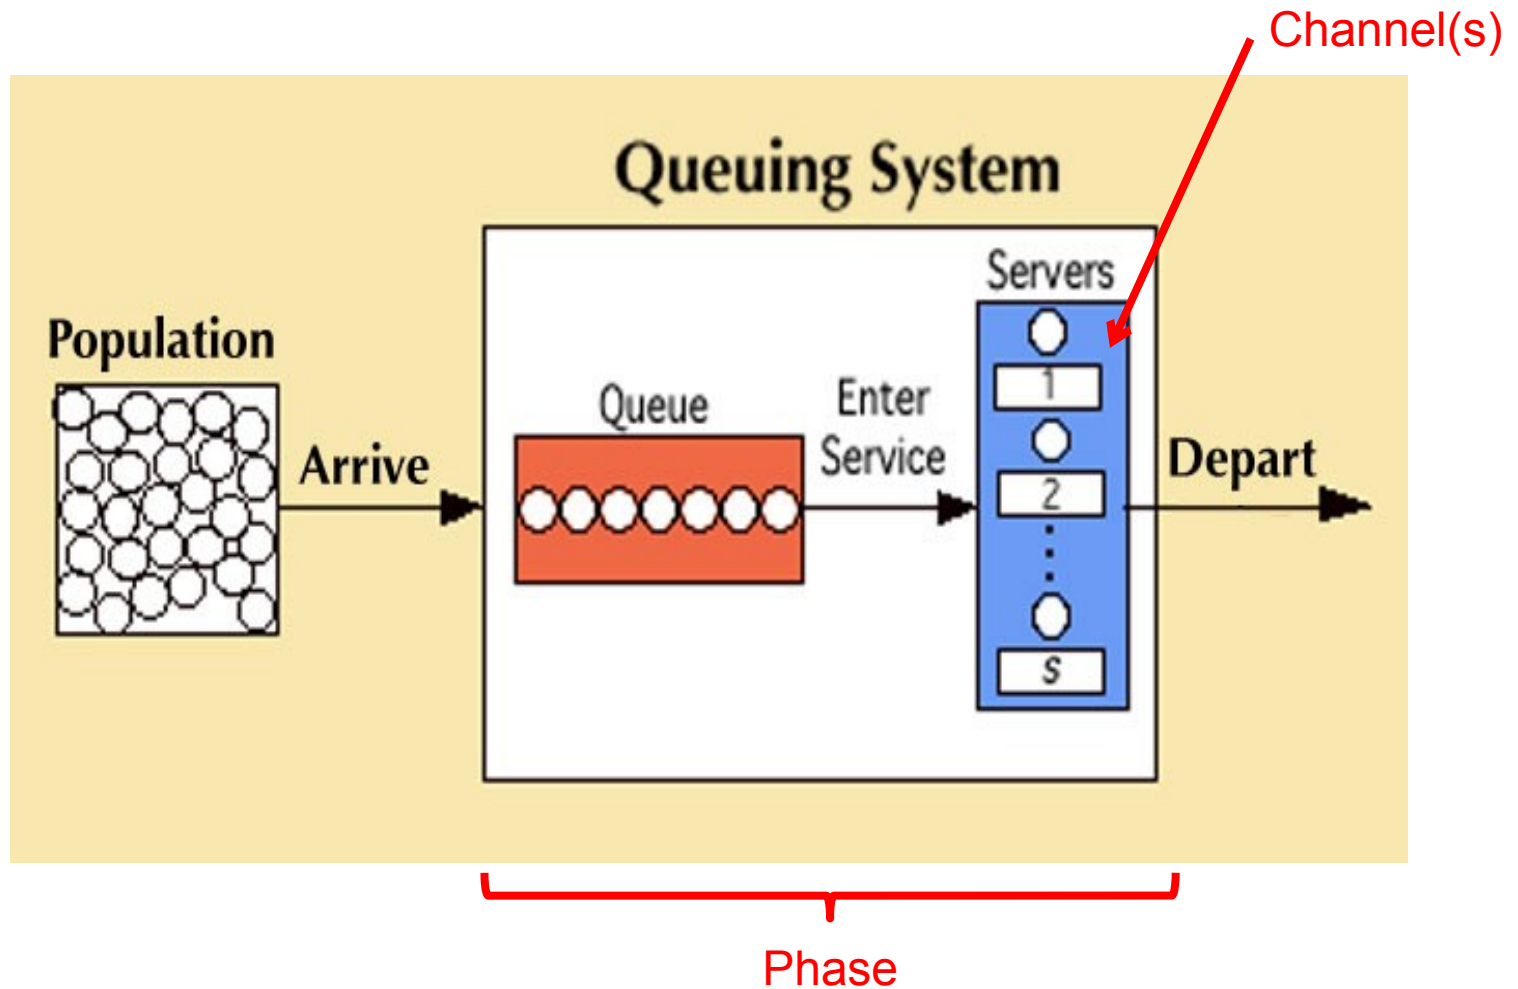 Channel(s)
Queuing System
Servers
Population
1
Queue
Enter
Service
Arrive
2
Depart
s
Phase